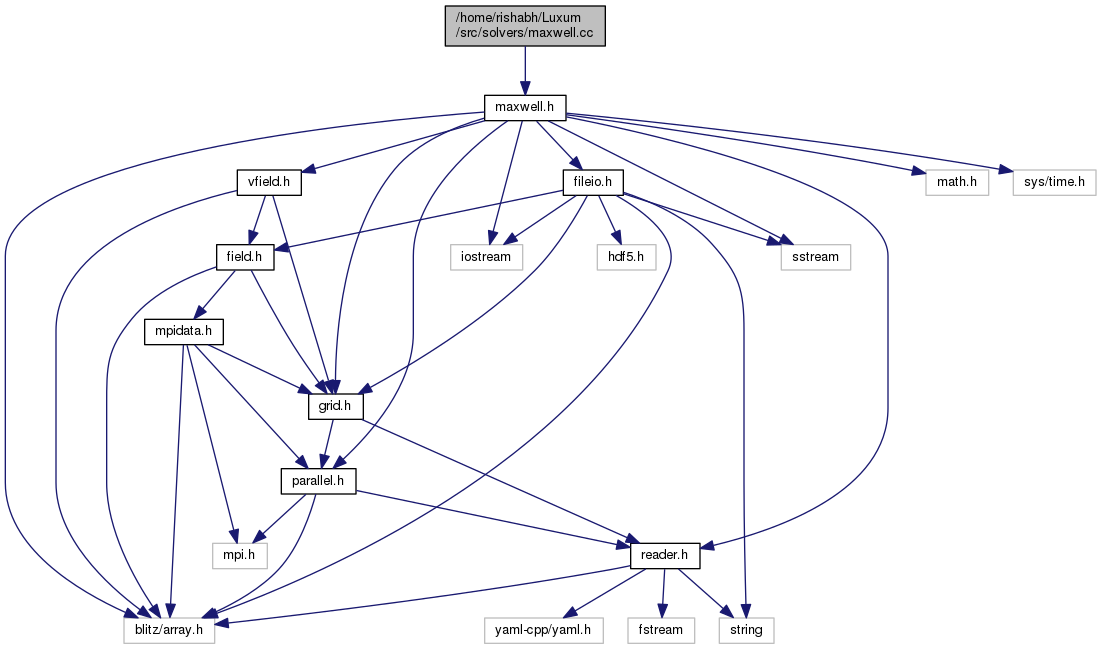 /home/rishabh/Luxum
/src/solvers/maxwell.cc
maxwell.h
vfield.h
fileio.h
math.h
sys/time.h
field.h
iostream
hdf5.h
sstream
mpidata.h
grid.h
parallel.h
mpi.h
reader.h
blitz/array.h
yaml-cpp/yaml.h
fstream
string